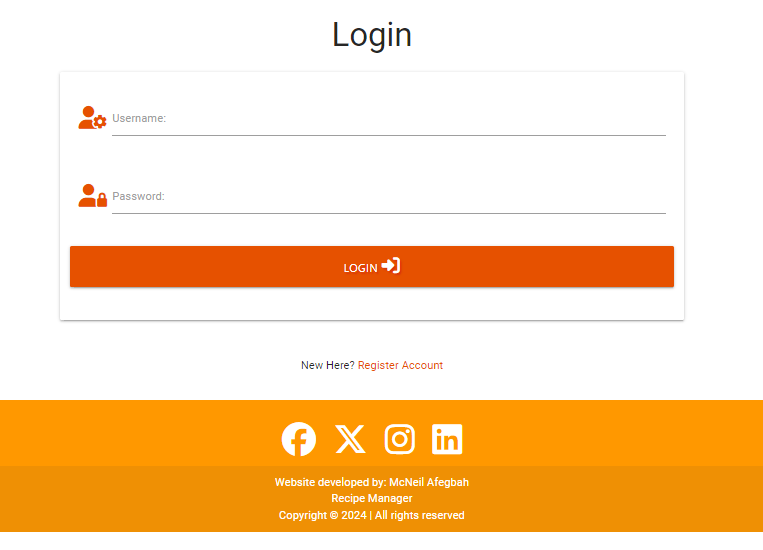 Login
Username:
Password:
LOGIN
New Here? Register Account
Website developed by: McNeil Afegbah
Recipe Manager
Copyright © 2024 | All rights reserved